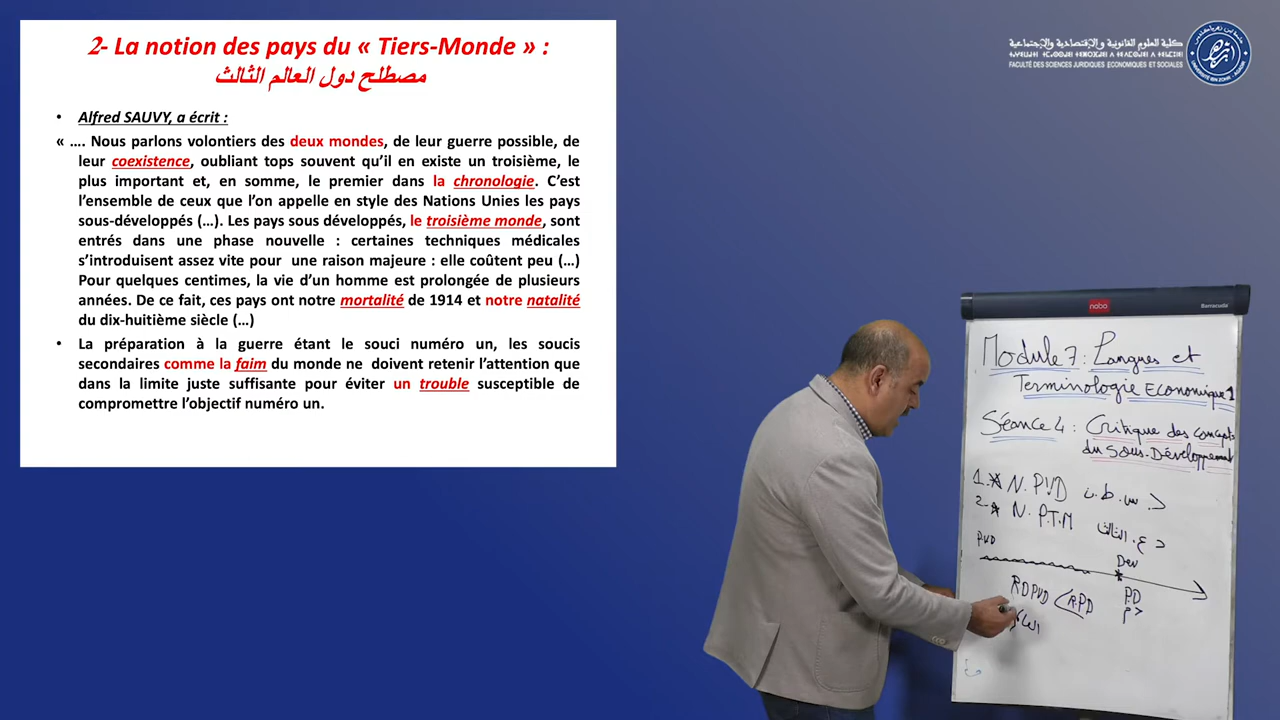 2- La notion des pays du « Tiers-Monde » :
مصطلح دول العالم الثالث
• Alfred SAUVY, a écrit :
« …. Nous parlons volontiers des deux mondes, de leur guerre possible, de
leur coexistence, oubliant tops souvent qu’il en existe un troisième, le
plus important et, en somme, le premier dans la chronologie. C’est
l’ensemble de ceux que l’on appelle en style des Nations Unies les pays
sous-développés (…). Les pays sous développés, le troisième monde, sont
entrés dans une phase nouvelle : certaines techniques médicales
s’introduisent assez vite pour une raison majeure : elle coûtent peu (…)
Pour quelques centimes, la vie d’un homme est prolongée de plusieurs
années. De ce fait, ces pays ont notre mortalité de 1914 et notre natalité
du dix-huitième siècle (…)
• La préparation à la guerre étant le souci numéro un, les soucis
secondaires comme la faim du monde ne doivent retenir l’attention que
dans la limite juste suffisante pour éviter un trouble susceptible de
compromettre l’objectif numéro un.
كلية العلوم القانونية و الإقتصادية و الإجتماعية
FACULTÉ DES SCIENCES JURIDIQUES ECONOMIQUES ET SOCIALES
nobo
Barracuda
Module 7 : Langues et
Terminologie Economique 1
Séance 4 : Critique des concepts
du Sous-Développement
1.* N. PVD
2.* N. P.T.M د ع. الثالث
PVD
Dev
RDPVD < R.PD
PD